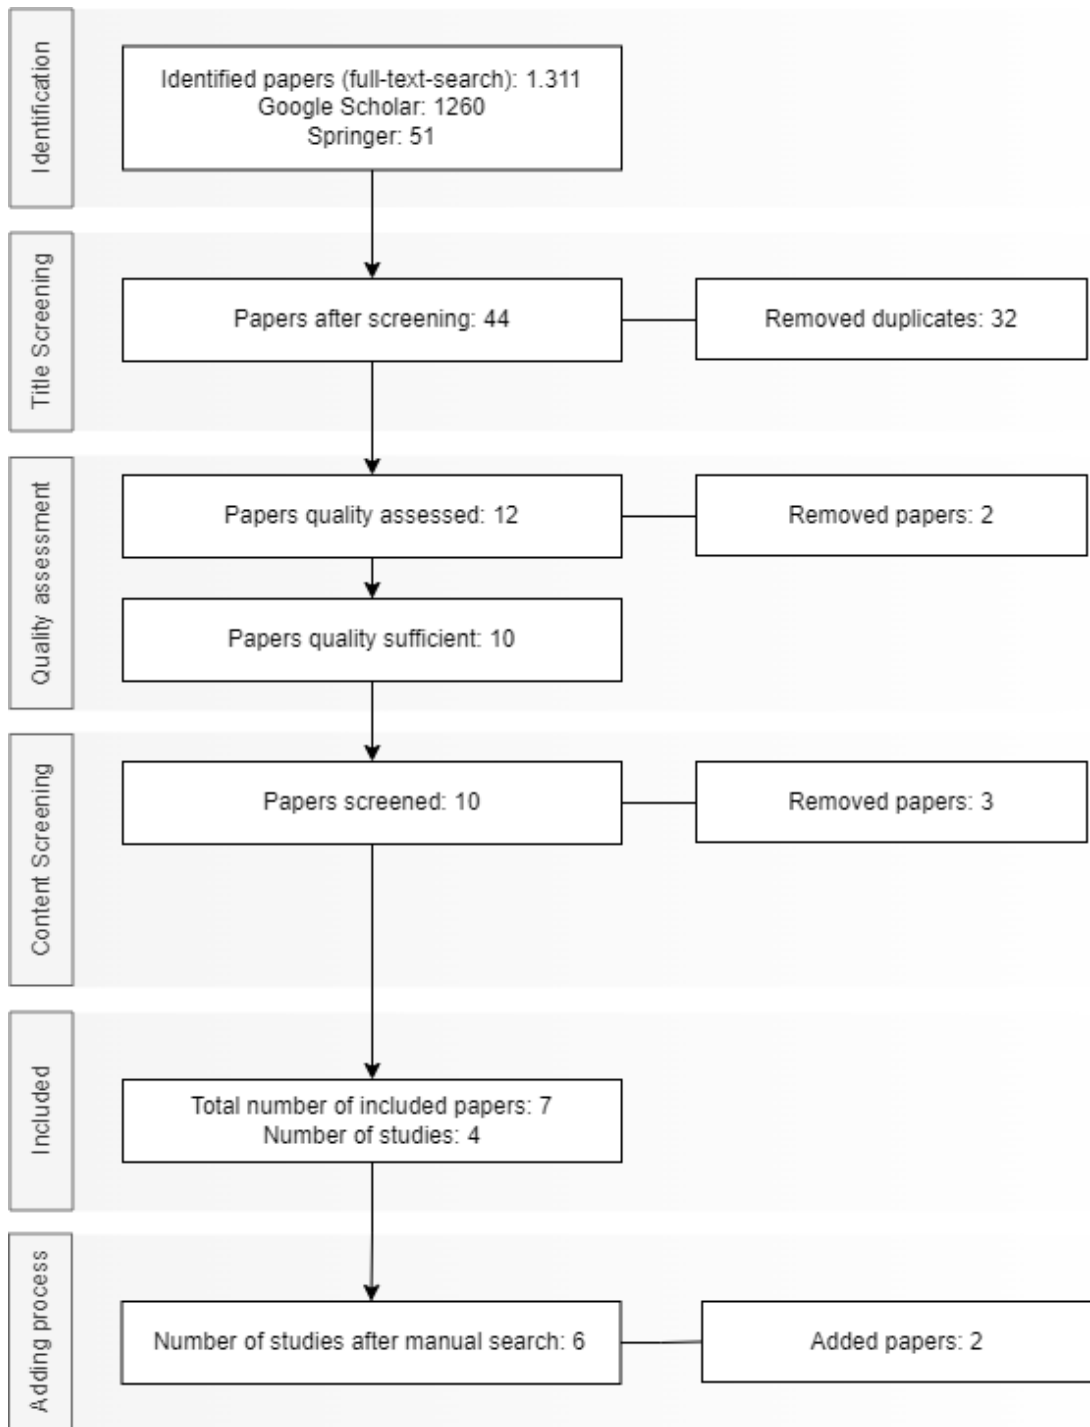 Identification
Identified papers (full-text-search): 1.311
Google Scholar: 1260
Springer: 51
Title Screening
Papers after screening: 44
Removed duplicates: 32
Quality assessment
Papers quality assessed: 12
Removed papers: 2
Papers quality sufficient: 10
Content Screening
Papers screened: 10
Removed papers: 3
Included
Total number of included papers: 7
Number of studies: 4
Adding process
Number of studies after manual search: 6
Added papers: 2